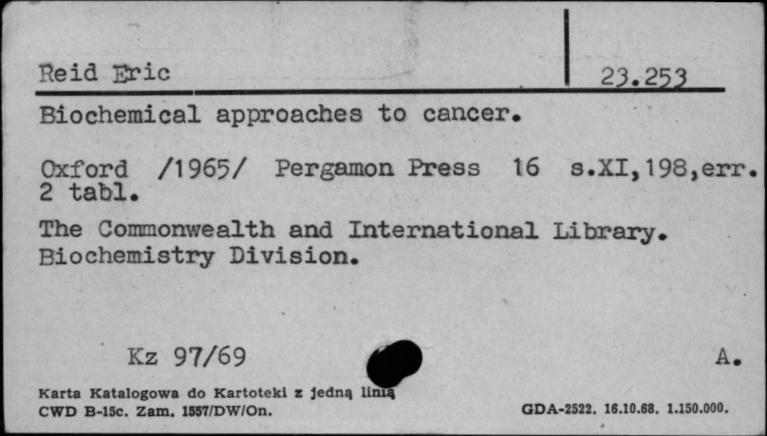 Reid Eric 23.253
Biochemical approaches to cancer.
Oxford /1965/ Pergamon Press 16 s.XI,198,err.
2 tabl.
The Commonwealth and International Library.
Biochemistry Division.
Kz 97/69 A.
Karta Katalogowa do Kartoteki z jedną linią
CWD B-15c. Zam. 1557/DW/On. GDA-2522. 16.10.68. 1.150.000.